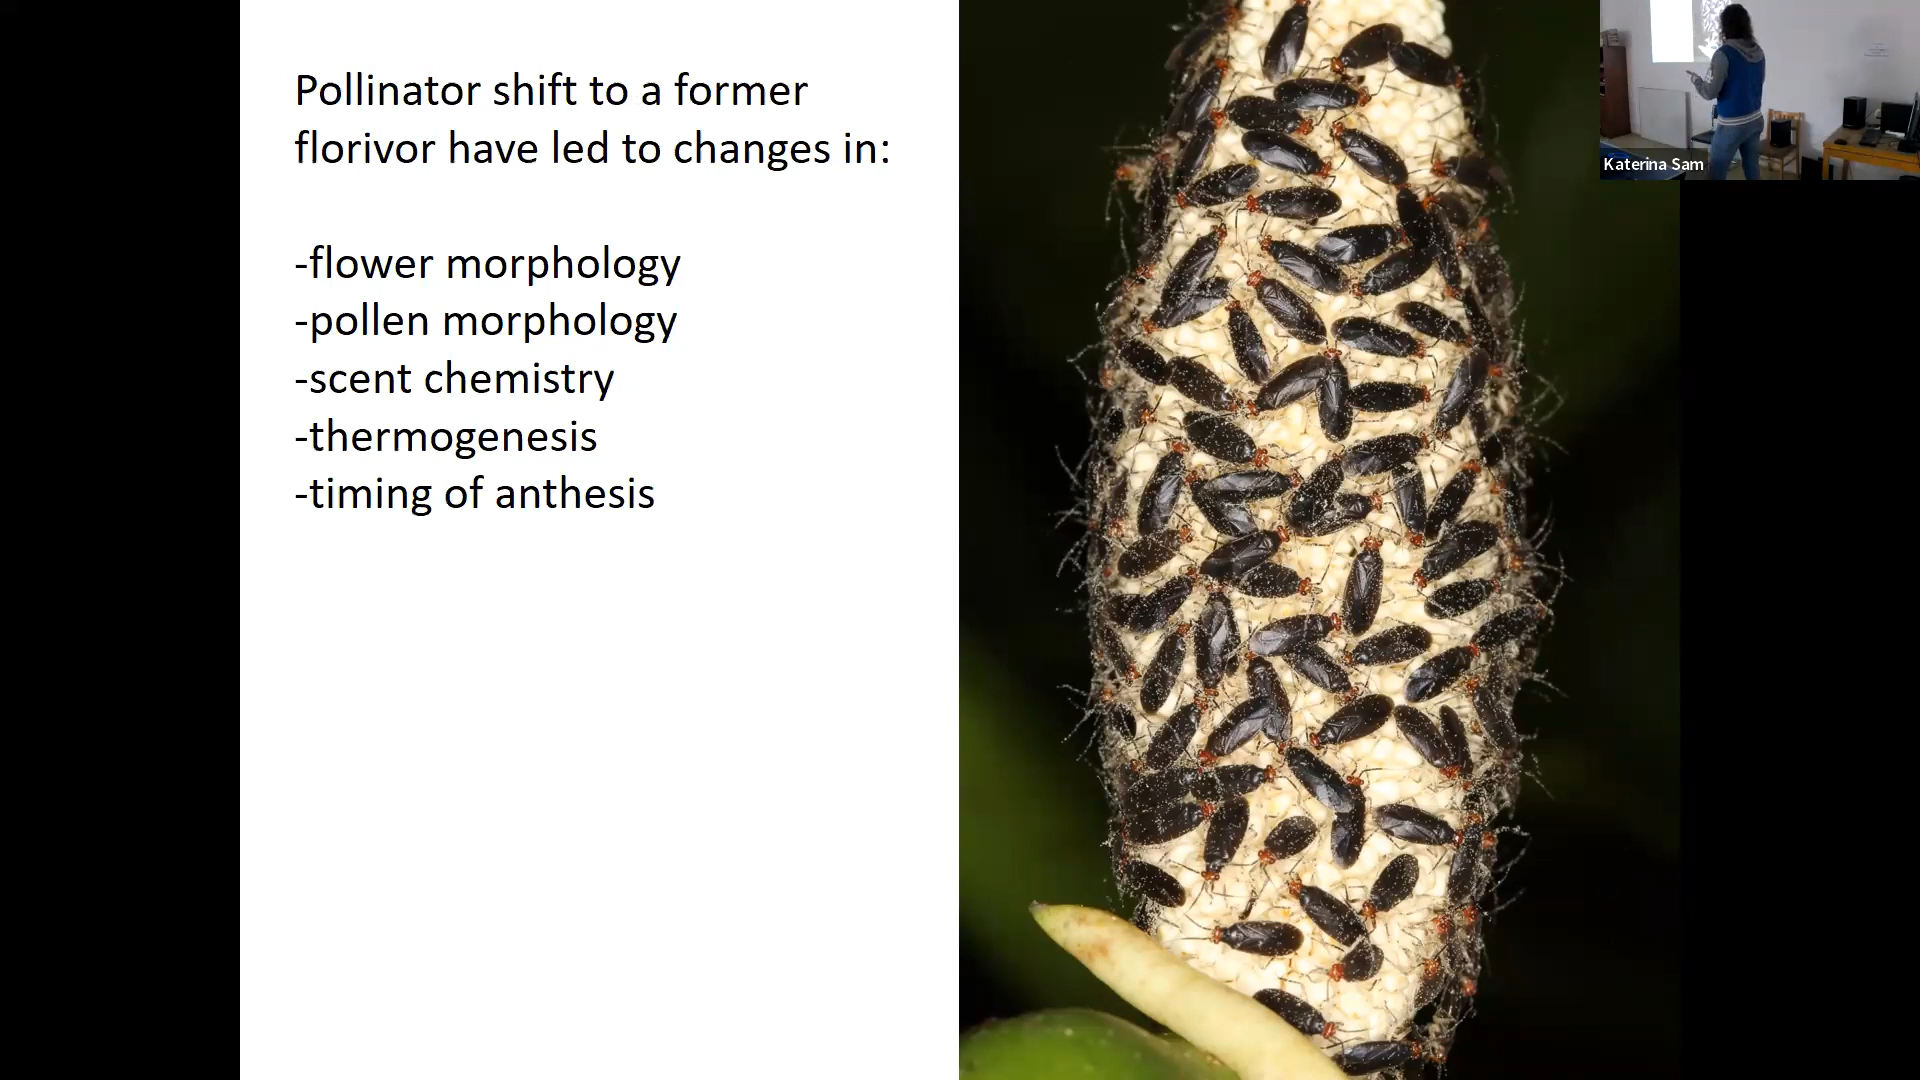 Pollinator shift to a former
florivor have led to changes in:
-flower morphology
-pollen morphology
-scent chemistry
-thermogenesis
-timing of anthesis
Katerina Sam